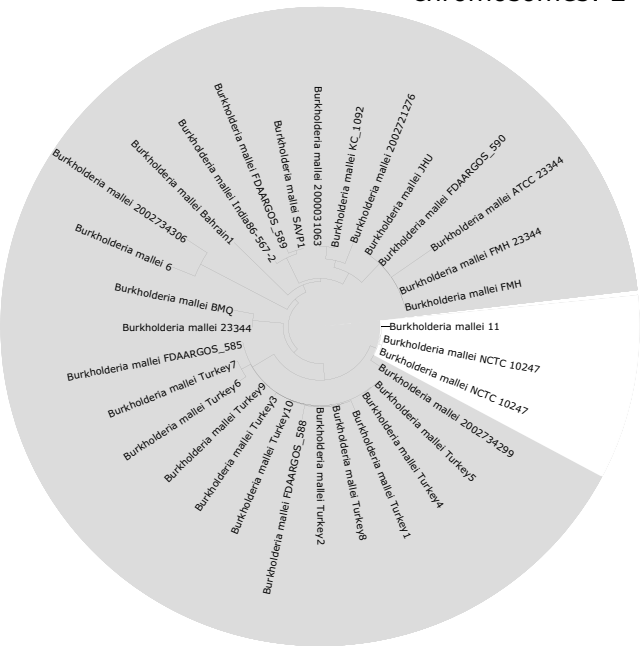 Burkholderia mallei 2000031063
Burkholderia mallei KC_1092
Burkholderia mallei 2002721276
Burkholderia mallei JHU
Burkholderia mallei FDAARGOS_590
Burkholderia mallei ATCC 23344
Burkholderia mallei FMH 23344
Burkholderia mallei FMH
Burkholderia mallei 11
Burkholderia mallei NCTC 10247
Burkholderia mallei NCTC 10247
Burkholderia mallei 2002734299
Burkholderia mallei Turkey5
Burkholderia mallei Turkey4
Burkholderia mallei Turkey1
Burkholderia mallei Turkey8
Burkholderia mallei Turkey2
Burkholderia mallei FDAARGOS_588
Burkholderia mallei Turkey10
Burkholderia mallei Turkey3
Burkholderia mallei Turkey9
Burkholderia mallei Turkey6
Burkholderia mallei Turkey7
Burkholderia mallei FDAARGOS_585
Burkholderia mallei 23344
Burkholderia mallei BMQ
Burkholderia mallei 6
Burkholderia mallei 2002734306
Burkholderia mallei Bahrain1
Burkholderia mallei India86-567-2
Burkholderia mallei FDAARGOS_589
Burkholderia mallei SAVP1